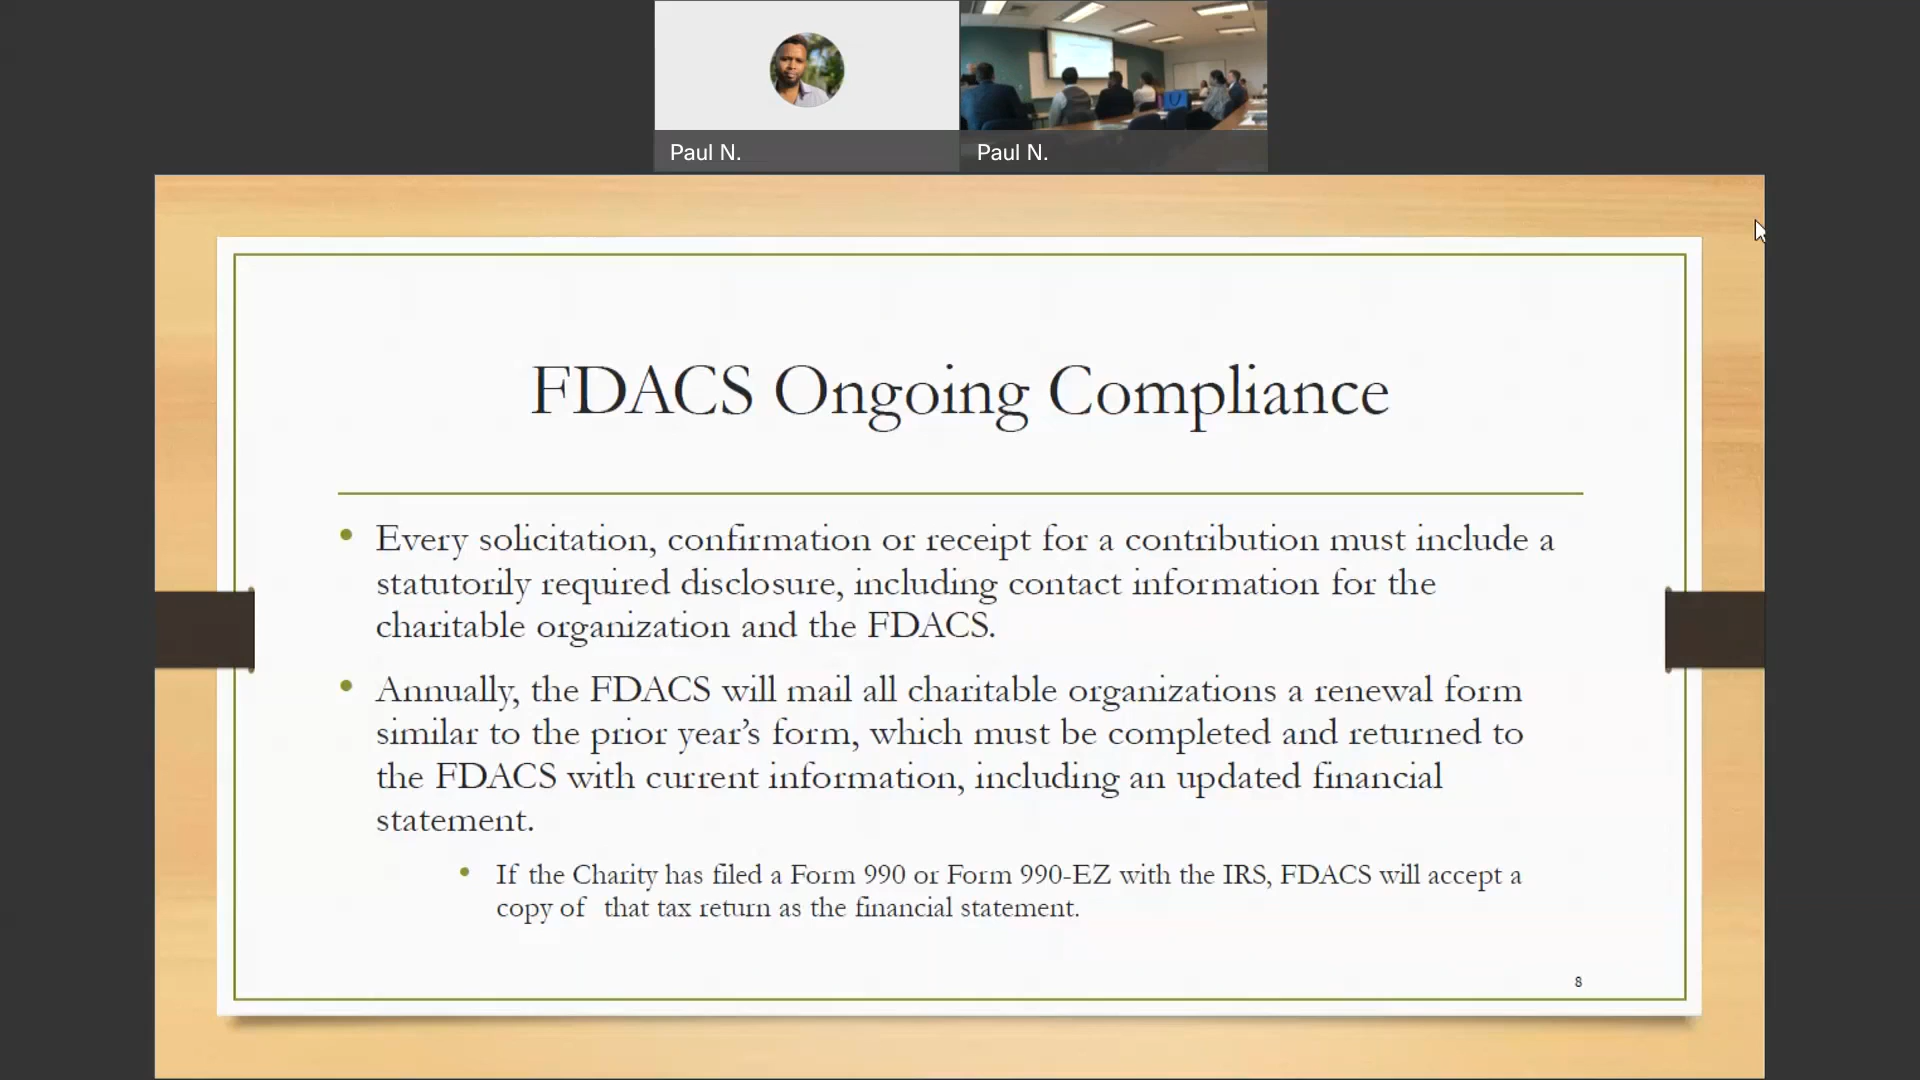 Paul N.
Paul N.
FDACS Ongoing Compliance
• Every solicitation, confirmation or receipt for a contribution must include a
statutorily required disclosure, including contact information for the
charitable organization and the FDACS.
• Annually, the FDACS will mail all charitable organizations a renewal form
similar to the prior year’s form, which must be completed and returned to
the FDACS with current information, including an updated financial
statement.
• If the Charity has filed a Form 990 or Form 990-EZ with the IRS, FDACS will accept a
copy of that tax return as the financial statement.
8